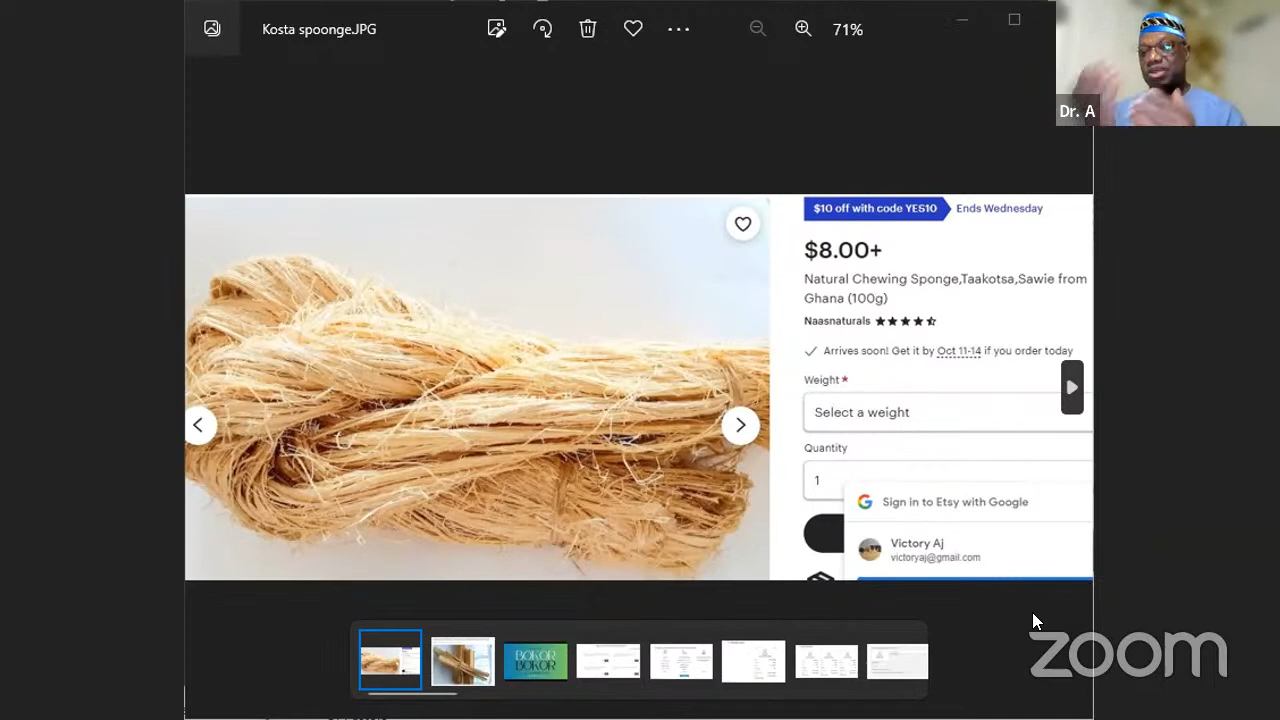 Kosta spoonge.JPG
71%
Dr. A
$10 off with code YES10
Ends Wednesday
$8.00+
Natural Chewing Sponge,Taakotsa,Sawie from
Ghana (100g)
Naasnaturals
Arrives soon! Get it by Oct 11-14 if you order today
Weight *
Select a weight
Quantity
1
Sign in to Etsy with Google
Victory Aj
victoryaj@gmail.com
BOKOR
BOKOR
zoom